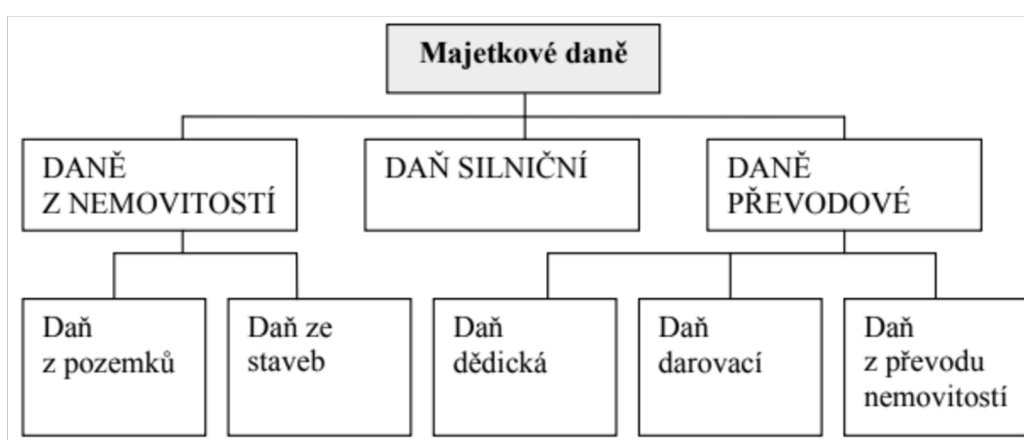 Majetkové daně
DANĚ
Z NEMOVITOSTÍ
DAŇ SILNIČNÍ
DANĚ
PŘEVODOVÉ
Daň
z pozemků
Daň ze
staveb
Daň
dědická
Daň
darovací
Daň
z převodu
nemovitostí